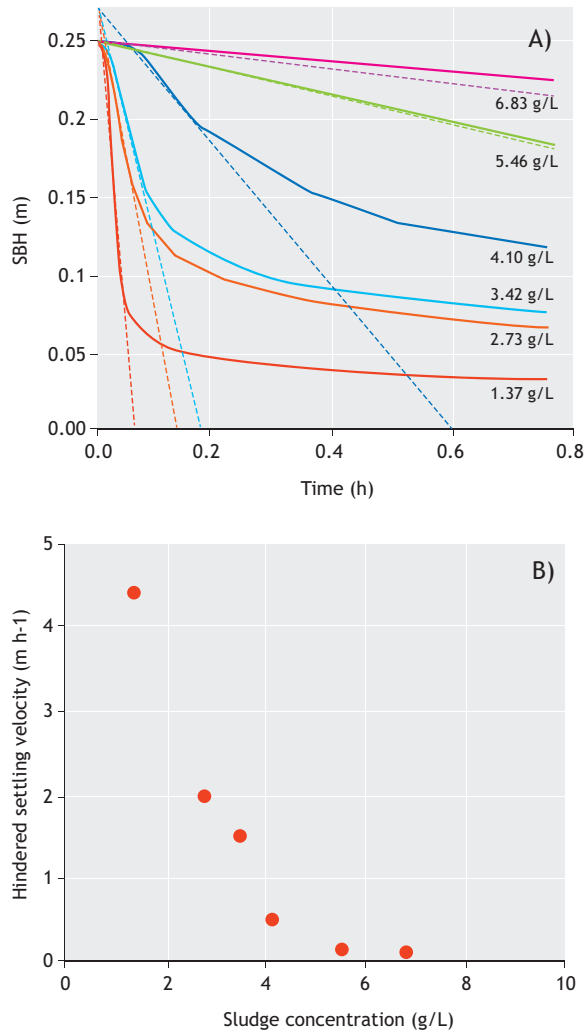 A)
0.25
0.2
0.15
0.1
0.05
0.00
SBH (m)
6.83 g/L
5.46 g/L
4.10 g/L
3.42 g/L
2.73 g/L
1.37 g/L
0.0 0.2 0.4 0.6 0.8
Time (h)
B)
5
4
3
2
1
0
Hindered settling velocity (m h-1)
0 2 4 6 8 10
Sludge concentration (g/L)